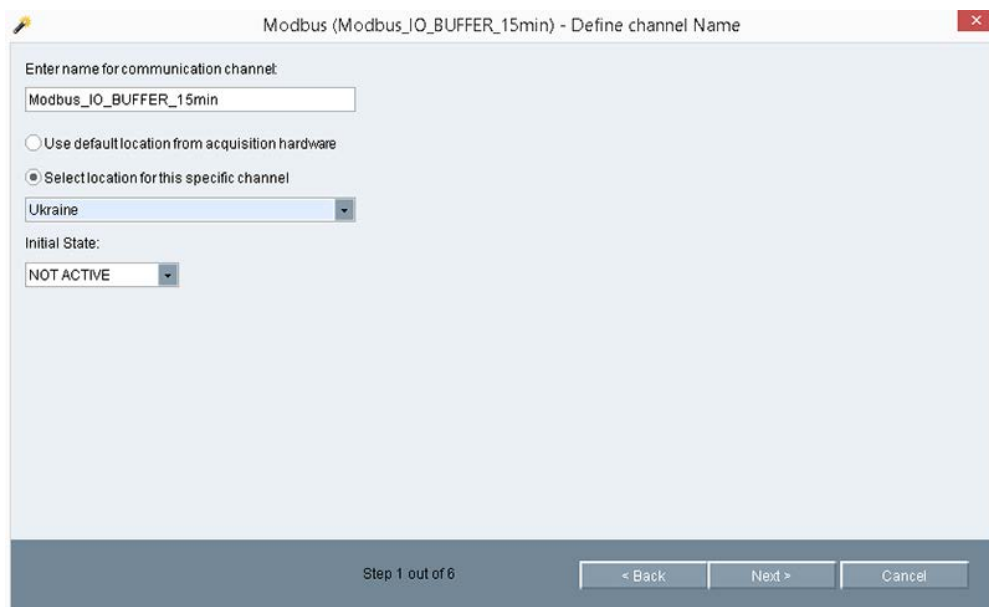 Modbus (Modbus_IO_BUFFER_15min) - Define channel Name
Enter name for communication channel:
Modbus_IO_BUFFER_15min
Use default location from acquisition hardware
Select location for this specific channel
Ukraine
Initial State:
NOT ACTIVE
Step 1 out of 6
< Back
Next >
Cancel